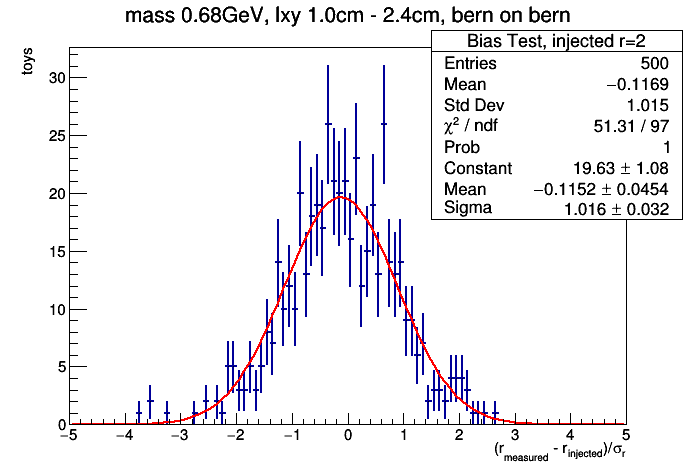 mass 0.68GeV, lxy 1.0cm - 2.4cm, bern on bern
Bias Test, injected r=2
Entries 500
Mean −0.1169
Std Dev 1.015
χ² / ndf 51.31 / 97
Prob 1
Constant 19.63 ± 1.08
Mean −0.1152 ± 0.0454
Sigma 1.016 ± 0.032
toys
30
25
20
15
10
5
0
−5 −4 −3 −2 −1 0 1 2 3 4 5
(r_measured - r_injected)/σ_r